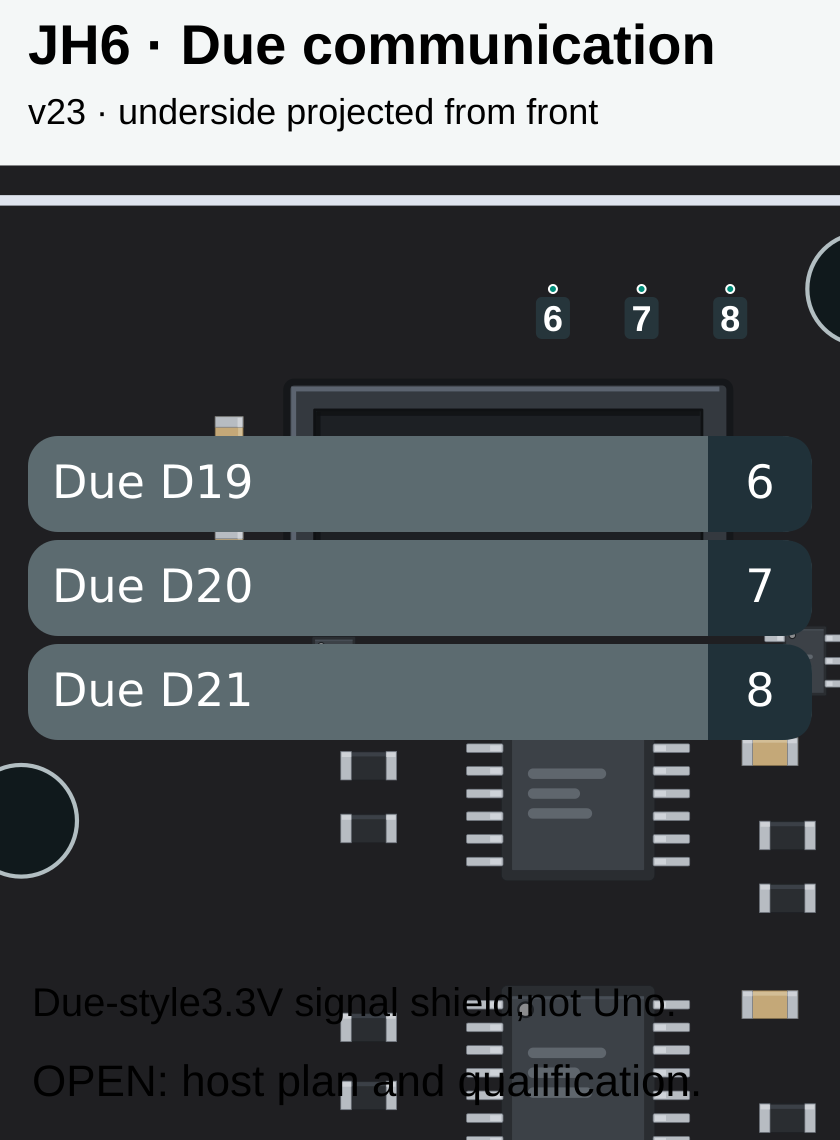 JH6 · Due communication
v23 · underside projected from front
6 7 8
Due D19 6
Due D20 7
Due D21 8
Due-style3.3V signal shield;not Uno.
OPEN: host plan and qualification.